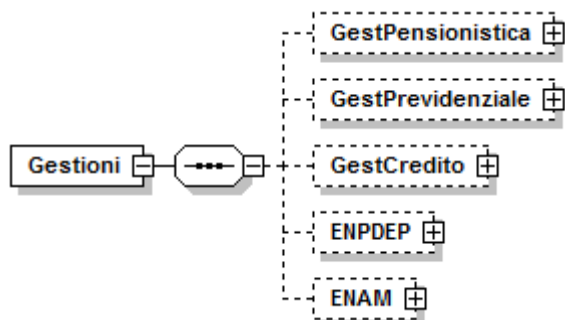 GestPensionistica
GestPrevidenziale
Gestioni
GestCredito
ENPDEP
ENAM